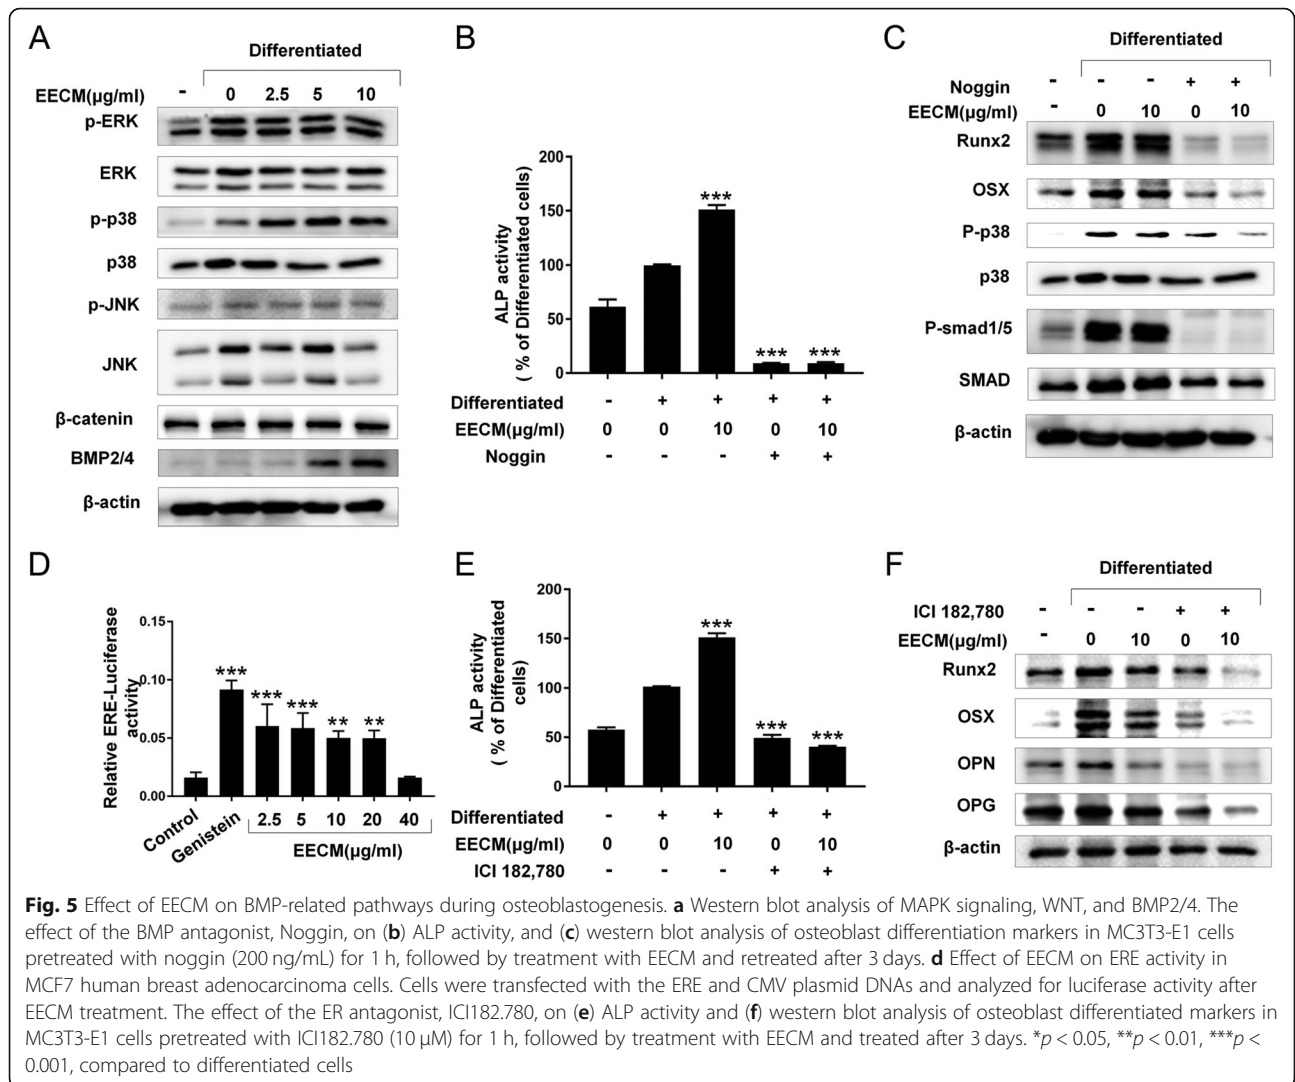 A
Differentiated
EECM(µg/ml) - 0 2.5 5 10
p-ERK
ERK
p-p38
p38
p-JNK
JNK
β-catenin
BMP2/4
β-actin
B
200
150
100
50
0
ALP activity
( % of Differentiated cells)
***
*** ***
Differentiated - + + + +
EECM(µg/ml) 0 0 10 0 10
Noggin - - - + +
C
Differentiated
Noggin - - - + +
EECM(µg/ml) - 0 10 0 10
Runx2
OSX
P-p38
p38
P-smad1/5
SMAD
β-actin
D
Relative ERE-Luciferase
activity
0.15
0.10
0.05
0.00
*** *** *** ** **
Control Genistein 2.5 5 10 20 40
EECM(µg/ml)
E
200
150
100
50
0
ALP activity
( % of Differentiated
cells)
***
*** ***
Differentiated - + + + +
EECM(µg/ml) 0 0 10 0 10
ICI 182,780 - - - + +
F
Differentiated
ICI 182,780 - - - + +
EECM(µg/ml) - 0 10 0 10
Runx2
OSX
OPN
OPG
β-actin
Fig. 5 Effect of EECM on BMP-related pathways during osteoblastogenesis. a Western blot analysis of MAPK signaling, WNT, and BMP2/4. The
effect of the BMP antagonist, Noggin, on (b) ALP activity, and (c) western blot analysis of osteoblast differentiation markers in MC3T3-E1 cells
pretreated with noggin (200 ng/mL) for 1 h, followed by treatment with EECM and retreated after 3 days. d Effect of EECM on ERE activity in
MCF7 human breast adenocarcinoma cells. Cells were transfected with the ERE and CMV plasmid DNAs and analyzed for luciferase activity after
EECM treatment. The effect of the ER antagonist, ICI182.780, on (e) ALP activity and (f) western blot analysis of osteoblast differentiated markers in
MC3T3-E1 cells pretreated with ICI182.780 (10 µM) for 1 h, followed by treatment with EECM and treated after 3 days. *p < 0.05, **p < 0.01, ***p <
0.001, compared to differentiated cells